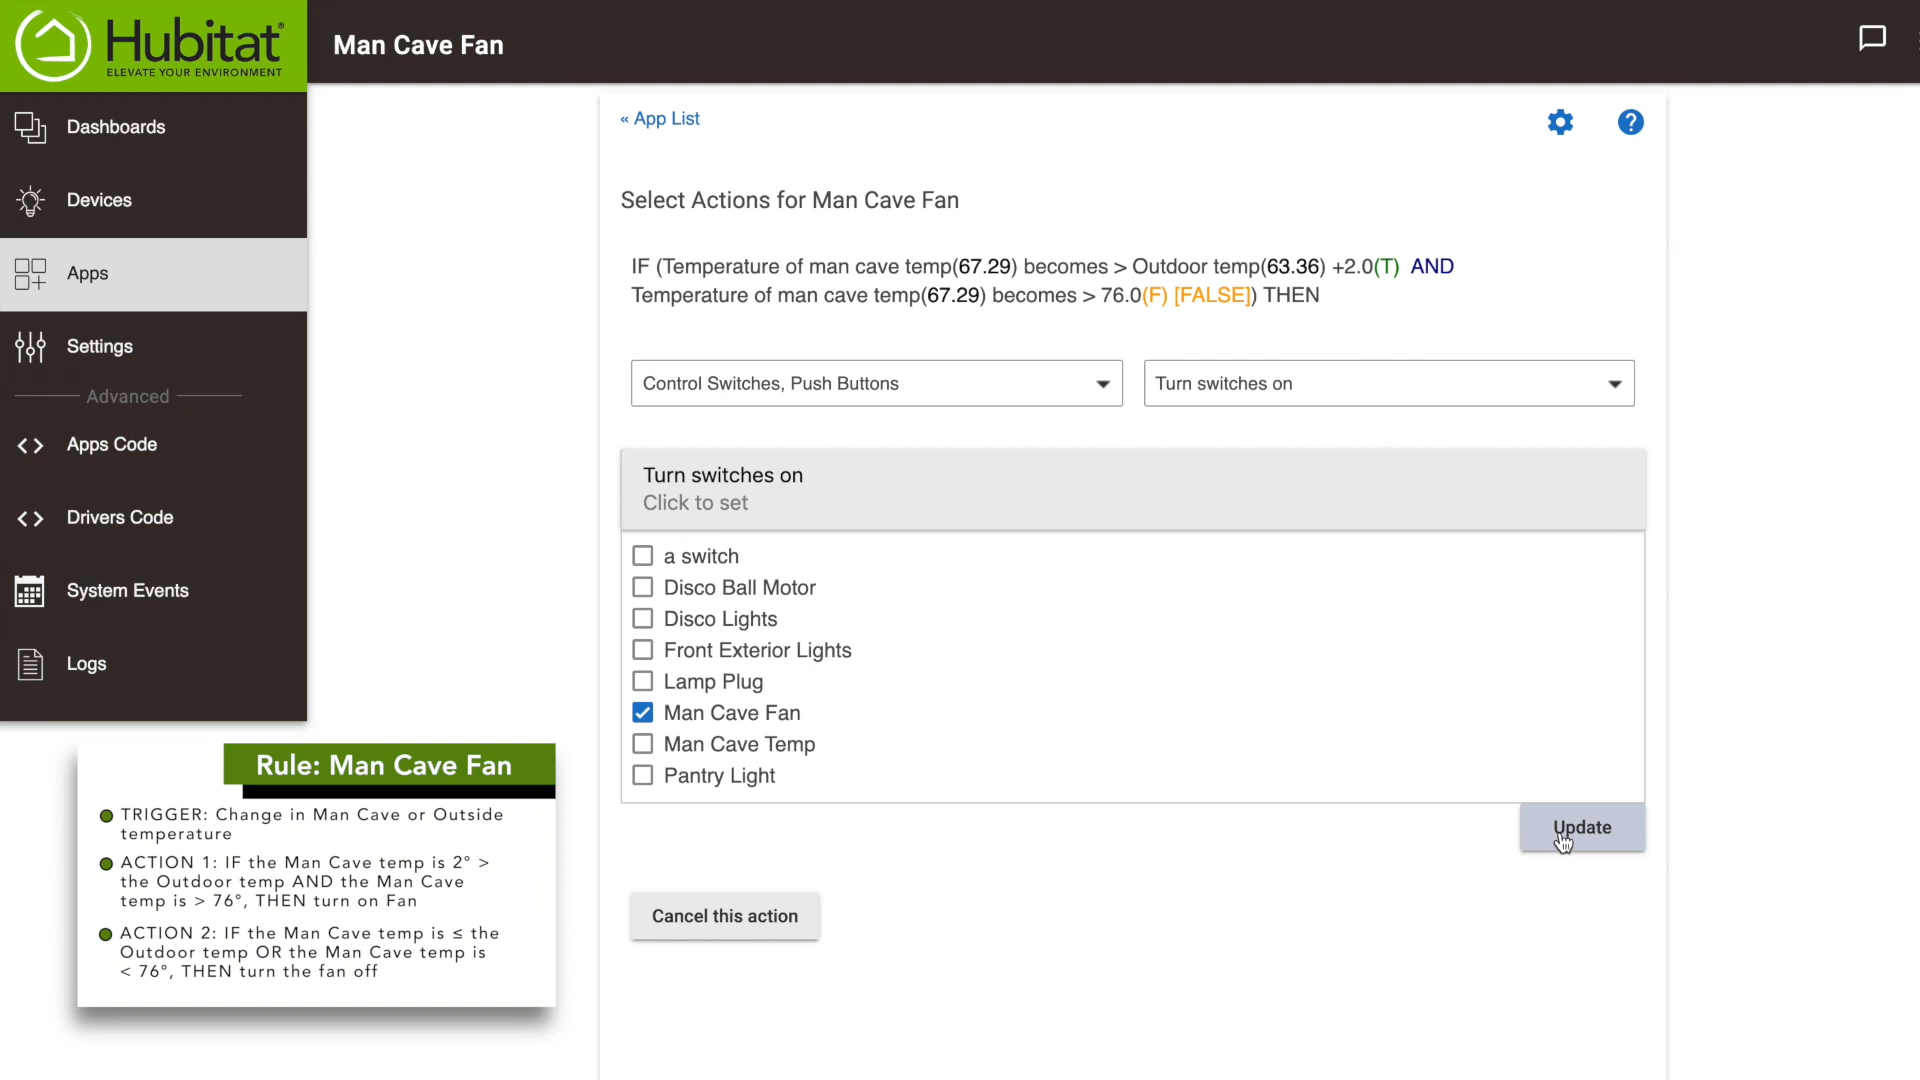 Hubitat®
ELEVATE YOUR ENVIRONMENT
Man Cave Fan
Dashboards
Devices
Apps
Settings
Advanced
Apps Code
Drivers Code
System Events
Logs
« App List
?
Select Actions for Man Cave Fan
IF (Temperature of man cave temp(67.29) becomes > Outdoor temp(63.36) +2.0(T) AND
Temperature of man cave temp(67.29) becomes > 76.0(F) [FALSE]) THEN
Control Switches, Push Buttons
Turn switches on
Turn switches on
Click to set
a switch
Disco Ball Motor
Disco Lights
Front Exterior Lights
Lamp Plug
Man Cave Fan
Man Cave Temp
Pantry Light
Update
Cancel this action
Rule: Man Cave Fan
TRIGGER: Change in Man Cave or Outside
temperature
ACTION 1: IF the Man Cave temp is 2° >
the Outdoor temp AND the Man Cave
temp is > 76°, THEN turn on Fan
ACTION 2: IF the Man Cave temp is ≤ the
Outdoor temp OR the Man Cave temp is
< 76°, THEN turn the fan off